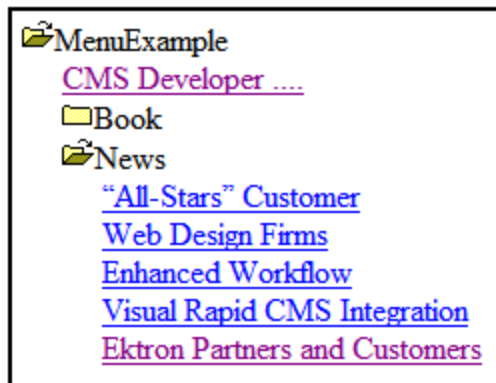 MenuExample
CMS Developer ....
Book
News
“All-Stars” Customer
Web Design Firms
Enhanced Workflow
Visual Rapid CMS Integration
Ektron Partners and Customers